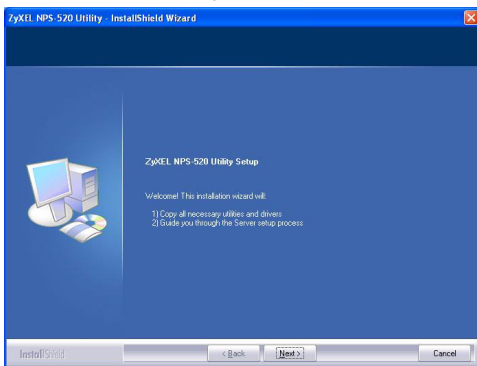 ZyXEL NPS-520 Utility - InstallShield Wizard
ZyXEL NPS-520 Utility Setup
Welcome! This installation wizard will:
1) Copy all necessary utilities and drivers
2) Guide you through the Server setup process
InstallShield
< Back
Next >
Cancel